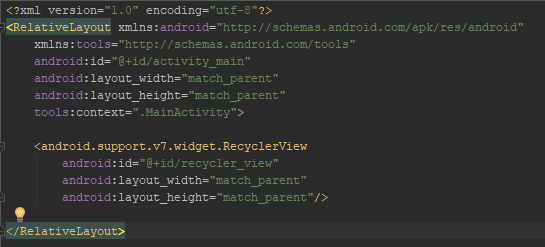 <?xml version="1.0" encoding="utf-8"?>
<RelativeLayout xmlns:android="http://schemas.android.com/apk/res/android"
    xmlns:tools="http://schemas.android.com/tools"
    android:id="@+id/activity_main"
    android:layout_width="match_parent"
    android:layout_height="match_parent"
    tools:context=".MainActivity">
    <android.support.v7.widget.RecyclerView
        android:id="@+id/recycler_view"
        android:layout_width="match_parent"
        android:layout_height="match_parent"/>
</RelativeLayout>